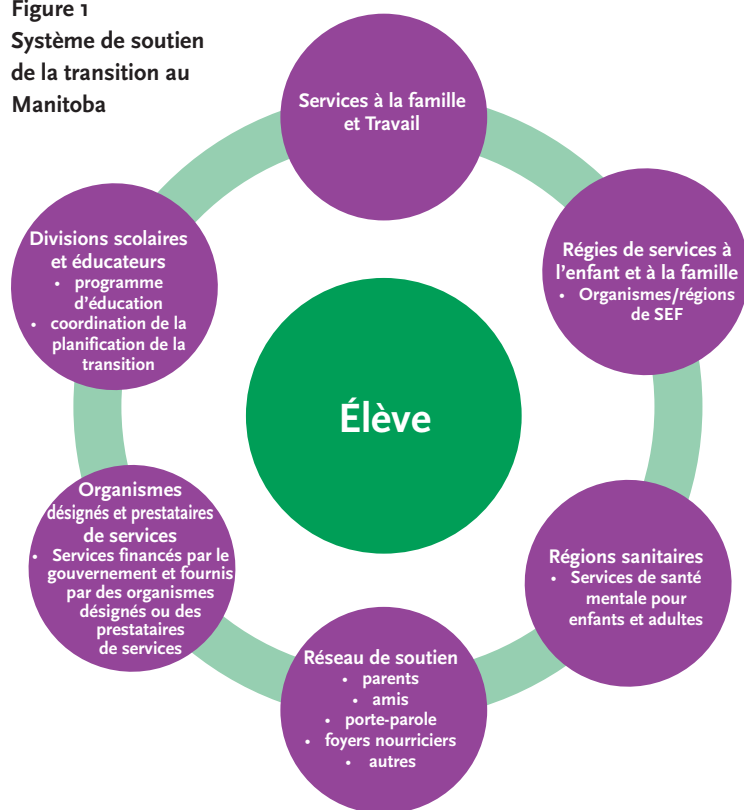 Figure 1
Système de soutien
de la transition au
Manitoba
Services à la famille
et Travail
Divisions scolaires
et éducateurs
• programme
d'éducation
• coordination de la
planification de la
transition
Régies de services à
l'enfant et à la famille
• Organismes/régions
de SEF
Élève
Organismes
désignés et prestataires
de services
• Services financés par le
gouvernement et fournis
par des organismes
désignés ou des
prestataires
de services
Régions sanitaires
• Services de santé
mentale pour
enfants et adultes
Réseau de soutien
• parents
• amis
• porte-parole
• foyers nourriciers
• autres